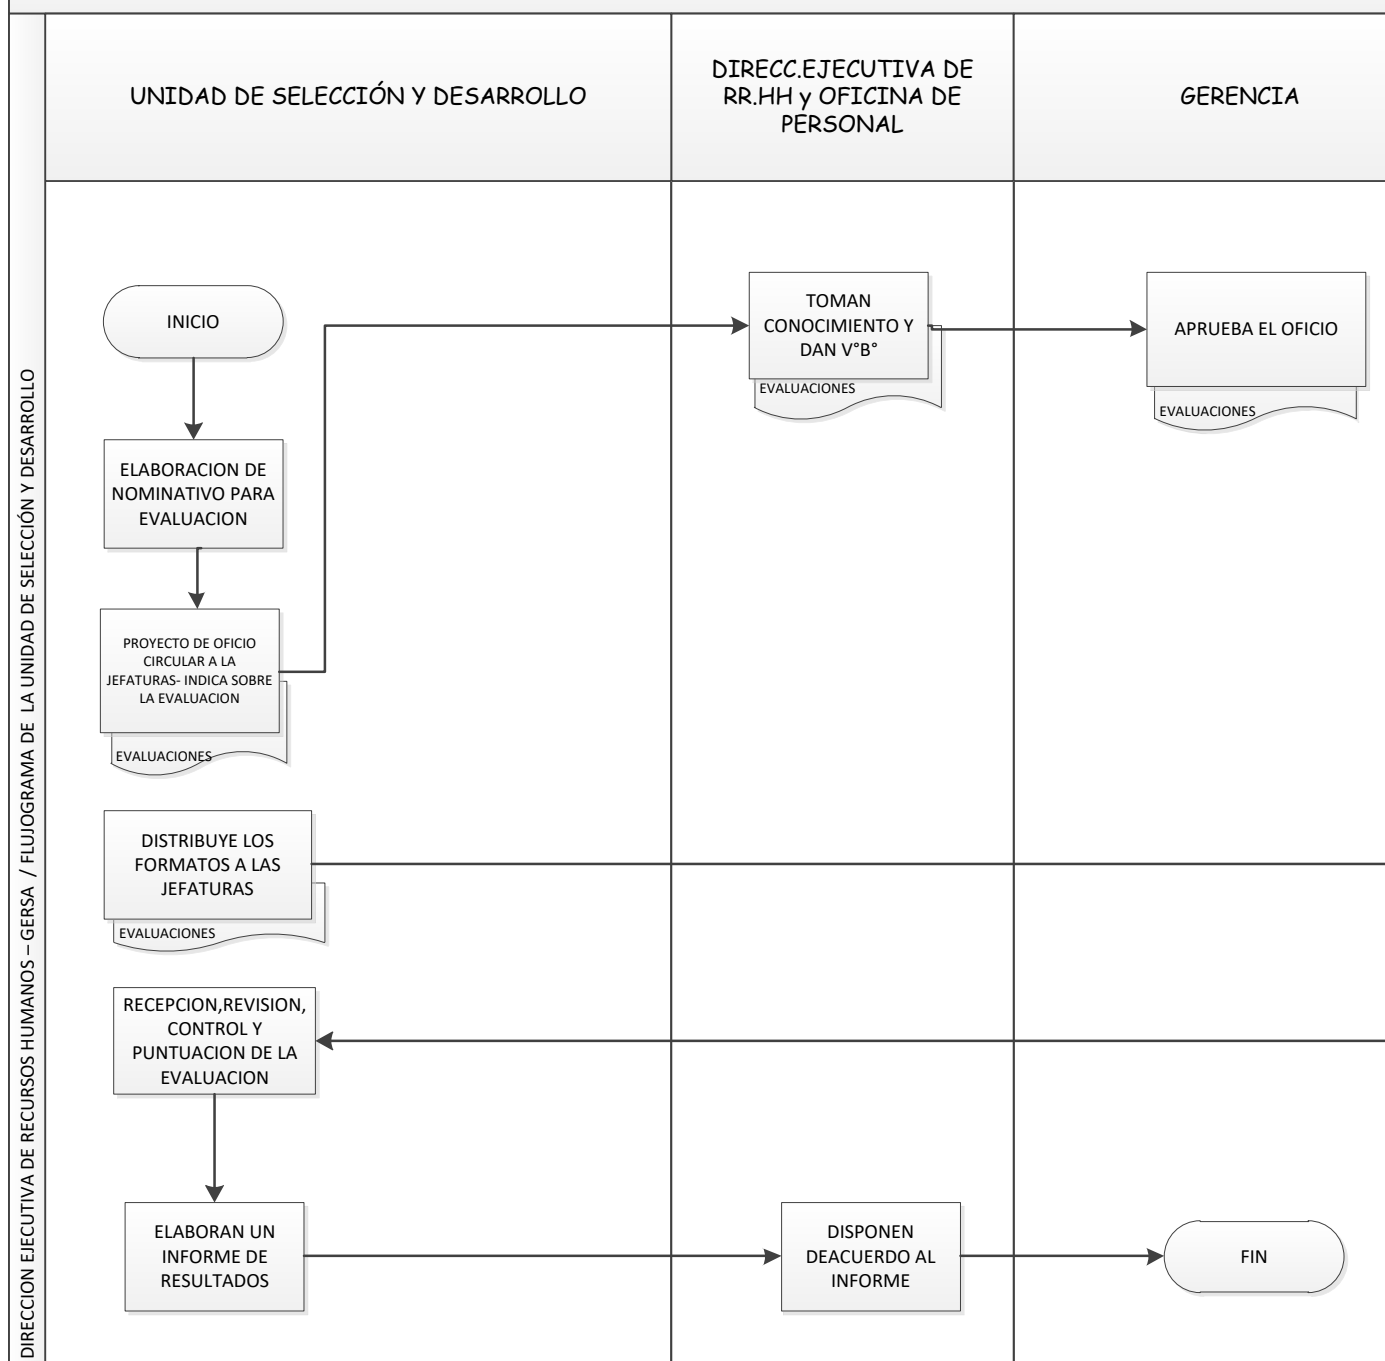 UNIDAD DE SELECCIÓN Y DESARROLLO
DIRECC.EJECUTIVA DE
RR.HH y OFICINA DE
PERSONAL
GERENCIA
DIRECCION EJECUTIVA DE RECURSOS HUMANOS – GERSA / FLUJOGRAMA DE LA UNIDAD DE SELECCIÓN Y DESARROLLO
INICIO
TOMAN
CONOCIMIENTO Y
DAN V°B°
EVALUACIONES
APRUEBA EL OFICIO
EVALUACIONES
ELABORACION DE
NOMINATIVO PARA
EVALUACION
PROYECTO DE OFICIO
CIRCULAR A LA
JEFATURAS- INDICA SOBRE
LA EVALUACION
EVALUACIONES
DISTRIBUYE LOS
FORMATOS A LAS
JEFATURAS
EVALUACIONES
RECEPCION,REVISION,
CONTROL Y
PUNTUACION DE LA
EVALUACION
ELABORAN UN
INFORME DE
RESULTADOS
DISPONEN
DEACUERDO AL
INFORME
FIN